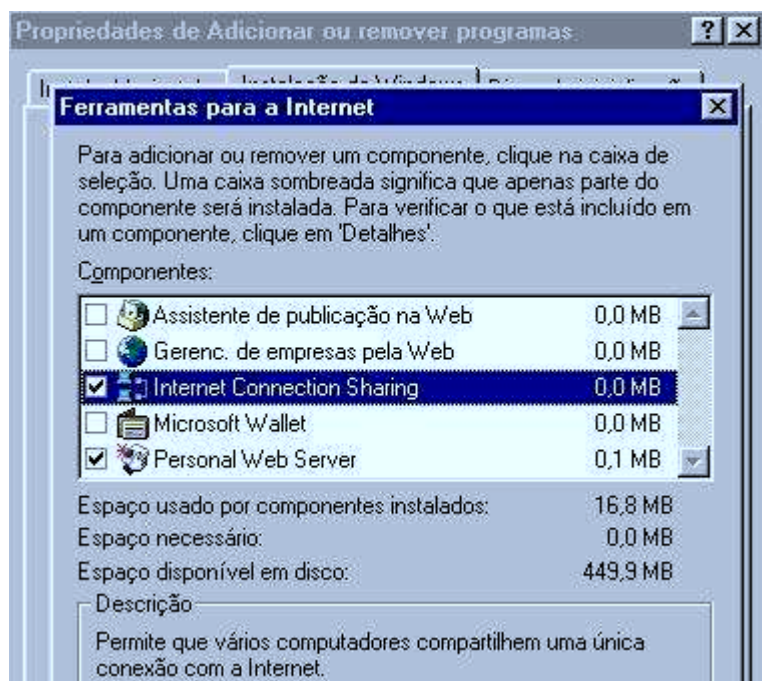 Propriedades de Adicionar ou remover programas
Ferramentas para a Internet
Para adicionar ou remover um componente, clique na caixa de
seleção. Uma caixa sombreada significa que apenas parte do
componente será instalada. Para verificar o que está incluído em
um componente, clique em 'Detalhes'.
Componentes:
Assistente de publicação na Web 0,0 MB
Gerenc. de empresas pela Web 0,0 MB
Internet Connection Sharing 0,0 MB
Microsoft Wallet 0,0 MB
Personal Web Server 0,1 MB
Espaço usado por componentes instalados: 16,8 MB
Espaço necessário: 0,0 MB
Espaço disponível em disco: 449,9 MB
Descrição
Permite que vários computadores compartilhem uma única
conexão com a Internet.